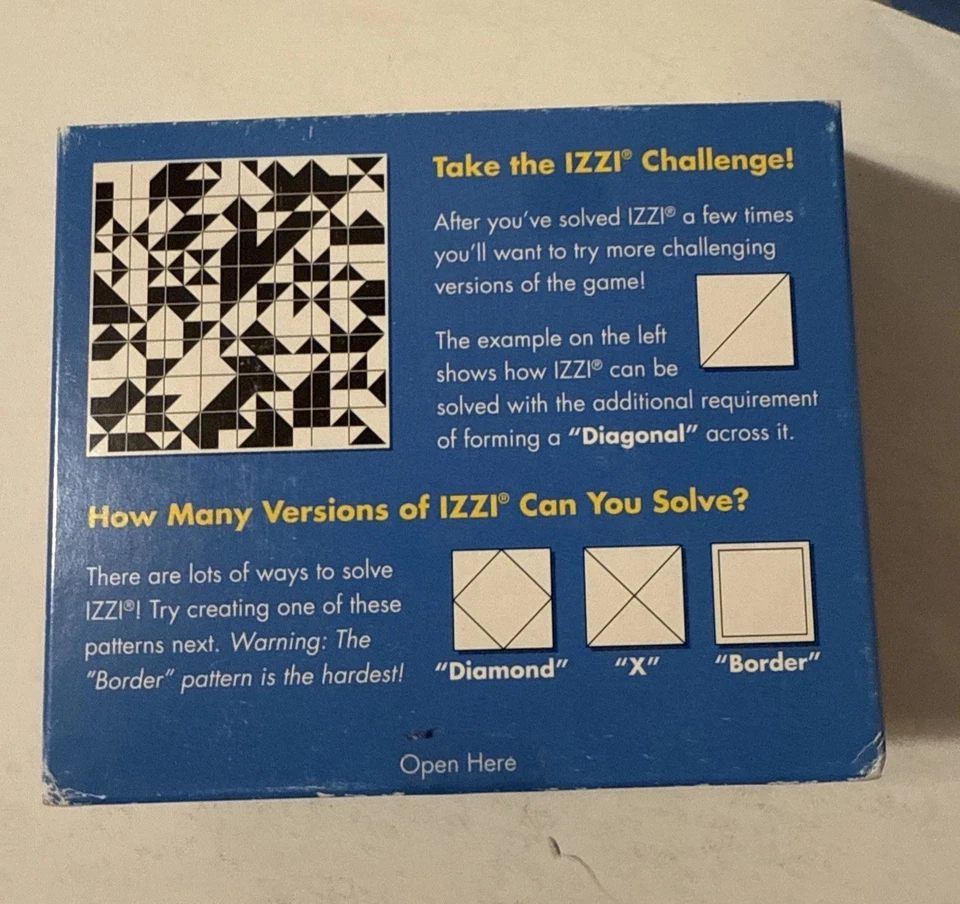 Take the IZZI® Challenge!
After you've solved IZZI® a few times
you'll want to try more challenging
versions of the game!
The example on the left
shows how IZZI® can be
solved with the additional requirement
of forming a "Diagonal" across it.
How Many Versions of IZZI® Can You Solve?
There are lots of ways to solve
IZZI®! Try creating one of these
patterns next. Warning: The
"Border" pattern is the hardest!
"Diamond" "X" "Border"
Open Here